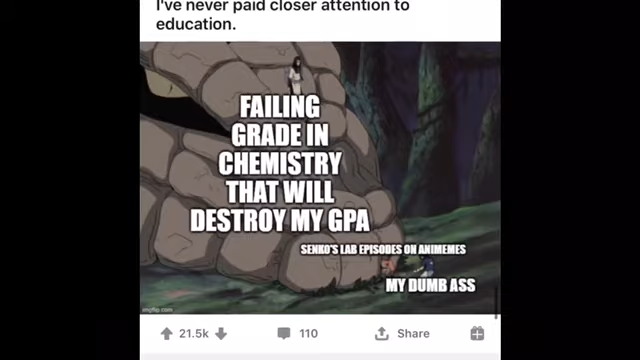 I've never paid closer attention to
education.
FAILING
GRADE IN
CHEMISTRY
THAT WILL
DESTROY MY GPA
SENKO'S LAB EPISODES ON ANIMEMES
MY DUMB ASS
imgflip.com
21.5k
110
Share